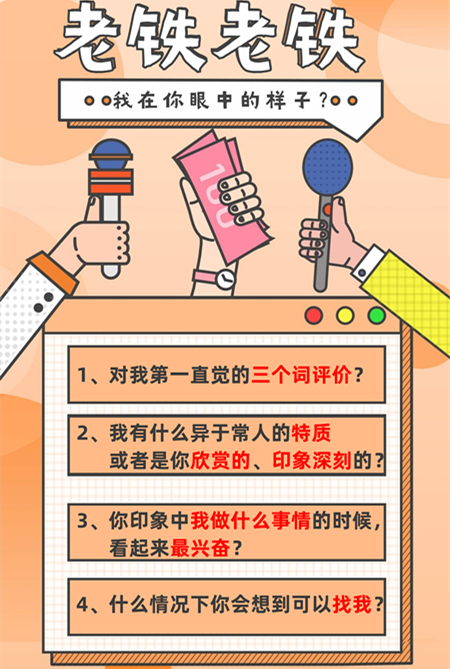 老铁老铁
我在你眼中的样子?
100
1、对我第一直觉的三个词评价?
2、我有什么异于常人的特质
或者是你欣赏的、印象深刻的?
3、你印象中我做什么事情的时候,
看起来最兴奋?
4、什么情况下你会想到可以找我?